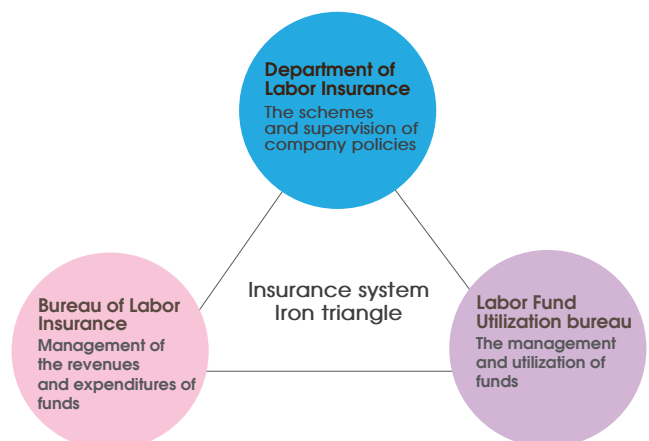 Department of
Labor Insurance
The schemes
and supervision of
company policies
Insurance system
Iron triangle
Bureau of Labor
Insurance
Management of
the revenues
and expenditures of
funds
Labor Fund
Utilization bureau
The management
and utilization of
funds